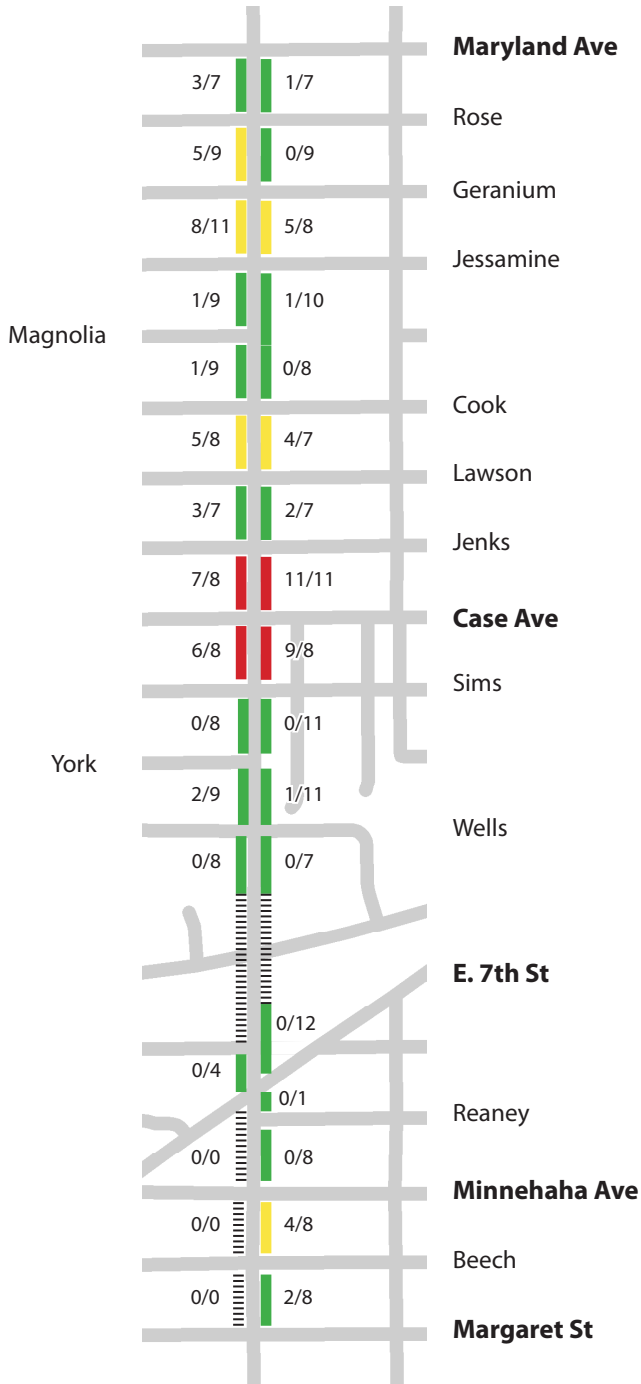 Maryland Ave
3/7 1/7
Rose
5/9 0/9
Geranium
8/11 5/8
Jessamine
1/9 1/10
Magnolia
1/9 0/8
Cook
5/8 4/7
Lawson
3/7 2/7
Jenks
7/8 11/11
Case Ave
6/8 9/8
Sims
0/8 0/11
York
2/9 1/11
Wells
0/8 0/7
E. 7th St
0/12
0/4
0/1
Reaney
0/0 0/8
Minnehaha Ave
0/0 4/8
Beech
0/0 2/8
Margaret St